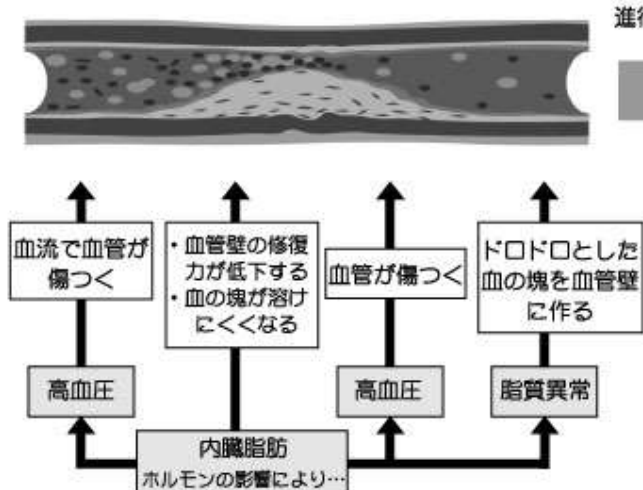 進行
血流で血管が
傷つく
・血管壁の修復
力が低下する
・血の塊が溶け
にくくなる
血管が傷つく
ドロドロとした
血の塊を血管壁
に作る
高血圧
高血圧
脂質異常
内臓脂肪
ホルモンの影響により…